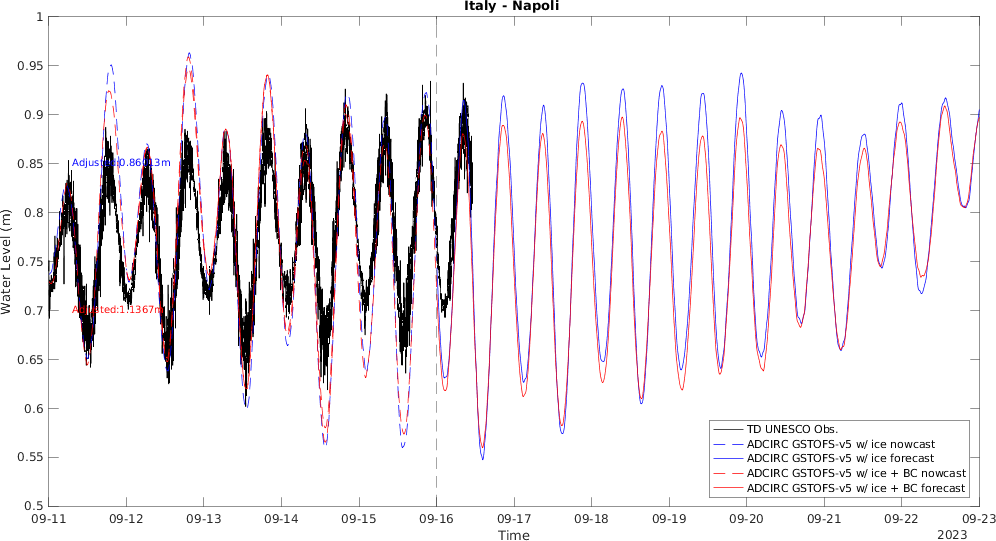 Italy - Napoli
1
0.95
0.9
0.85
0.8
0.75
0.7
0.65
0.6
0.55
0.5
Water Level (m)
Adjusted:1.1367m
TD UNESCO Obs.
ADCIRC GSTOFS-v5 w/ ice nowcast
ADCIRC GSTOFS-v5 w/ ice forecast
ADCIRC GSTOFS-v5 w/ ice + BC nowcast
ADCIRC GSTOFS-v5 w/ ice + BC forecast
09-11 09-12 09-13 09-14 09-15 09-16 09-17 09-18 09-19 09-20 09-21 09-22 09-23
Time
2023